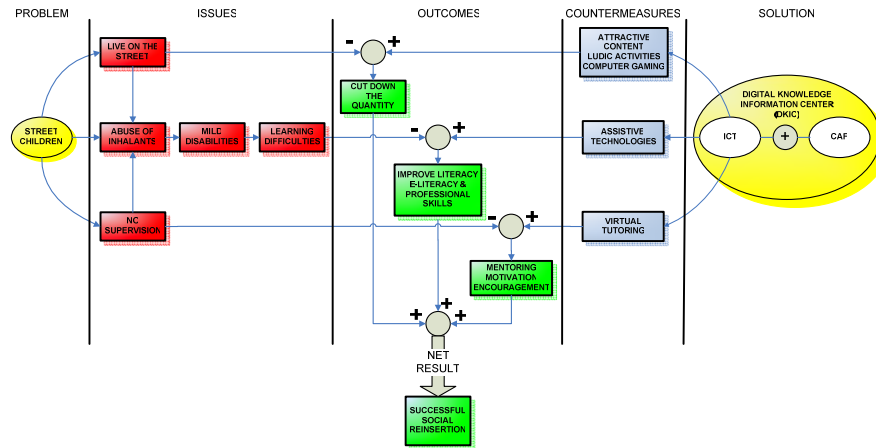 PROBLEM
ISSUES
OUTCOMES
COUNTERMEASURES
SOLUTION
LIVE ON THE
STREET
-
+
ATTRACTIVE
CONTENT
LUDIC ACTIVITIES
COMPUTER GAMING
CUT DOWN
THE
QUANTITY
DIGITAL KNOWLEDGE
INFORMATION CENTER
(DKIC)
STREET
CHILDREN
ABUSE OF
INHALANTS
MILD
DISABILITIES
LEARNING
DIFFICULTIES
-
+
ASSISTIVE
TECHNOLOGIES
ICT
+
CAF
IMPROVE LITERACY
E-LITERACY &
PROFESSIONAL
SKILLS
NO
SUPERVISION
-
+
VIRTUAL
TUTORING
MENTORING
MOTIVATION
ENCOURAGEMENT
+
+
+
NET
RESULT
SUCCESSFUL
SOCIAL
REINSERTION